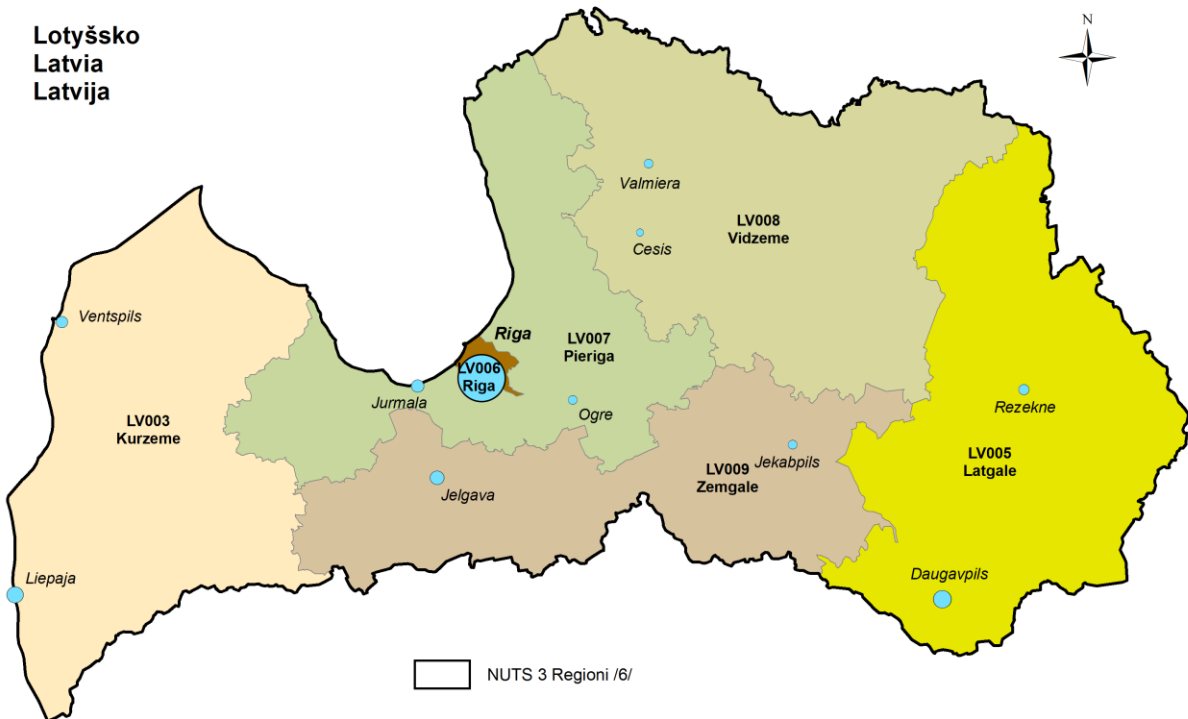 Lotyšsko
Latvia
Latvija
N
Valmiera
LV008
Vidzeme
Cesis
Ventspils
Riga
LV007
Pieriga
LV006
Riga
Jurmala
Ogre
Rezekne
LV003
Kurzeme
Jekabpils
LV005
Latgale
LV009
Zemgale
Jelgava
Liepaja
Daugavpils
NUTS 3 Regioni /6/